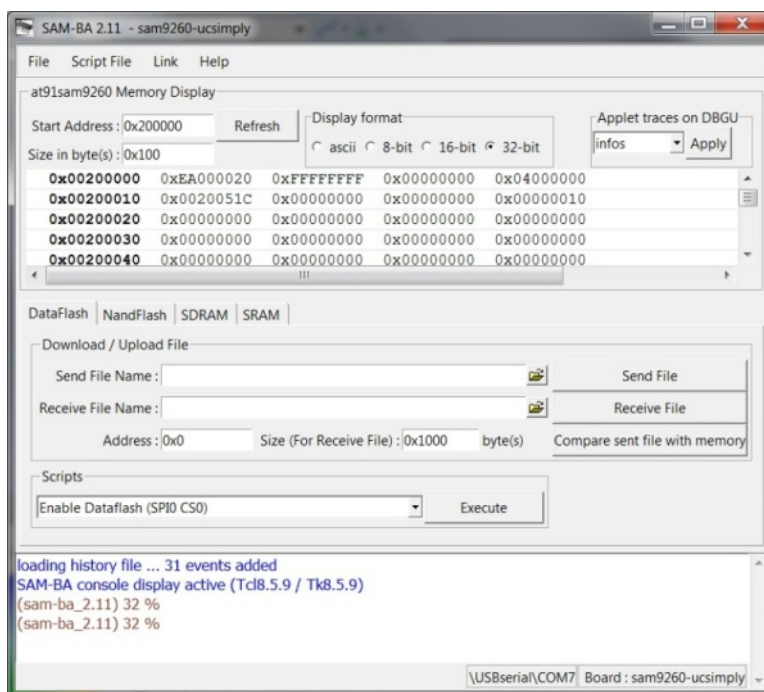 SAM-BA 2.11 - sam9260-ucsimply
File Script File Link Help
at91sam9260 Memory Display
Start Address : 0x200000 Refresh Display format Applet traces on DBGU
ascii 8-bit 16-bit 32-bit infos Apply
Size in byte(s) : 0x100
0x00200000 0xEA000020 0xFFFFFFFF 0x00000000 0x04000000
0x00200010 0x0020051C 0x00000000 0x00000000 0x00000010
0x00200020 0x00000000 0x00000000 0x00000000 0x00000000
0x00200030 0x00000000 0x00000000 0x00000000 0x00000000
0x00200040 0x00000000 0x00000000 0x00000000 0x00000000
DataFlash NandFlash SDRAM SRAM
Download / Upload File
Send File Name : Send File
Receive File Name : Receive File
Address : 0x0 Size (For Receive File) : 0x1000 byte(s) Compare sent file with memory
Scripts
Enable Dataflash (SPI0 CS0) Execute
loading history file ... 31 events added
SAM-BA console display active (Tcl8.5.9 / Tk8.5.9)
(sam-ba_2.11) 32 %
(sam-ba_2.11) 32 %
\USBserial\COM7 Board : sam9260-ucsimply